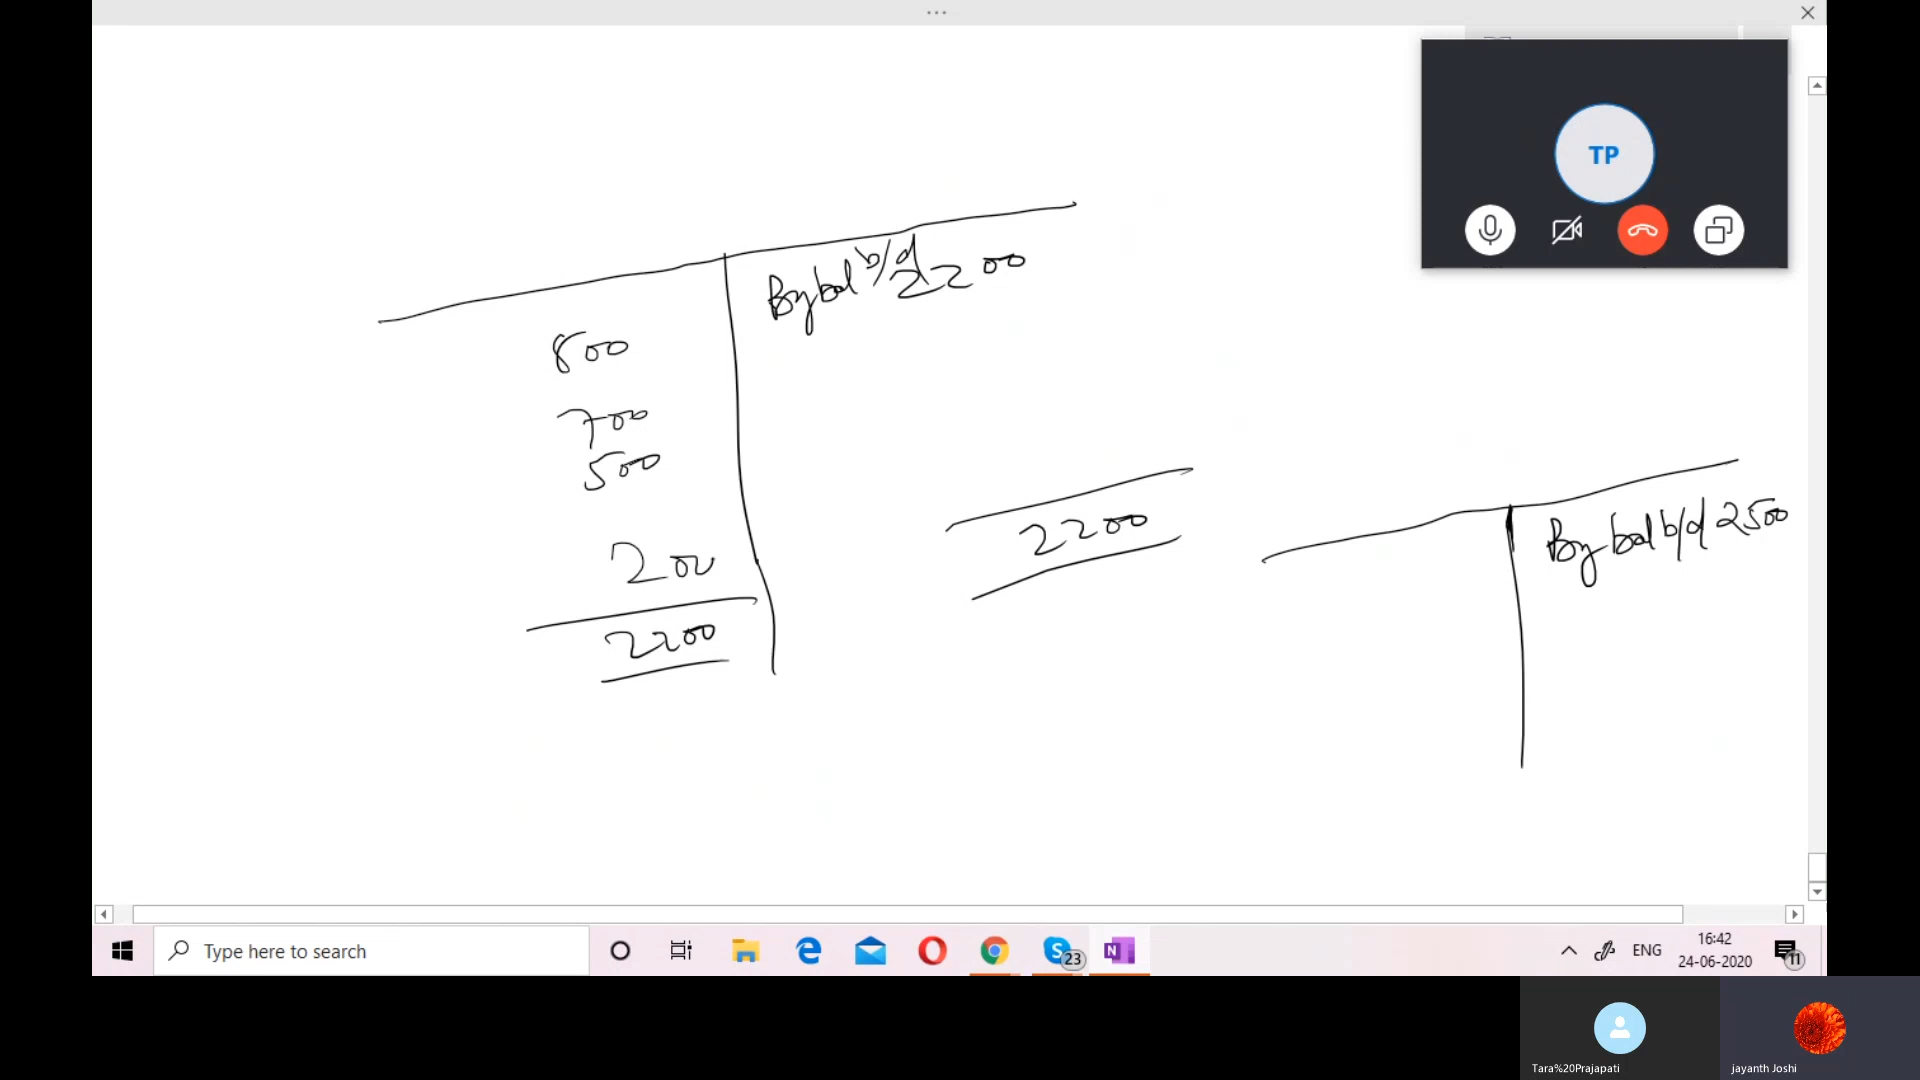 TP
By bal b/d 2200
800
700
500
200
2200
2200
By bal b/d 2500
Type here to search
23
N
ENG
16:42
24-06-2020
11
Tara%20Prajapati
jayanth Joshi